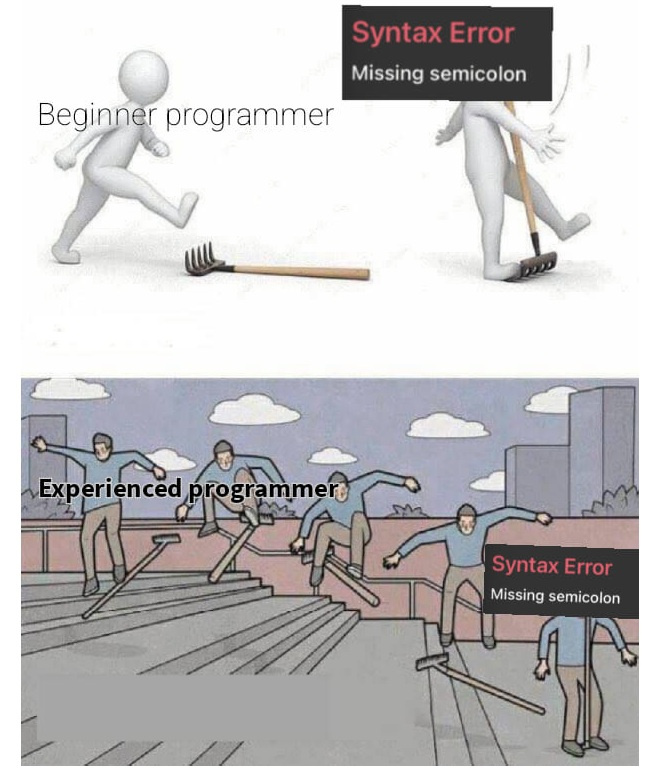 Syntax Error
Missing semicolon
Beginner programmer
Experienced programmer
Syntax Error
Missing semicolon